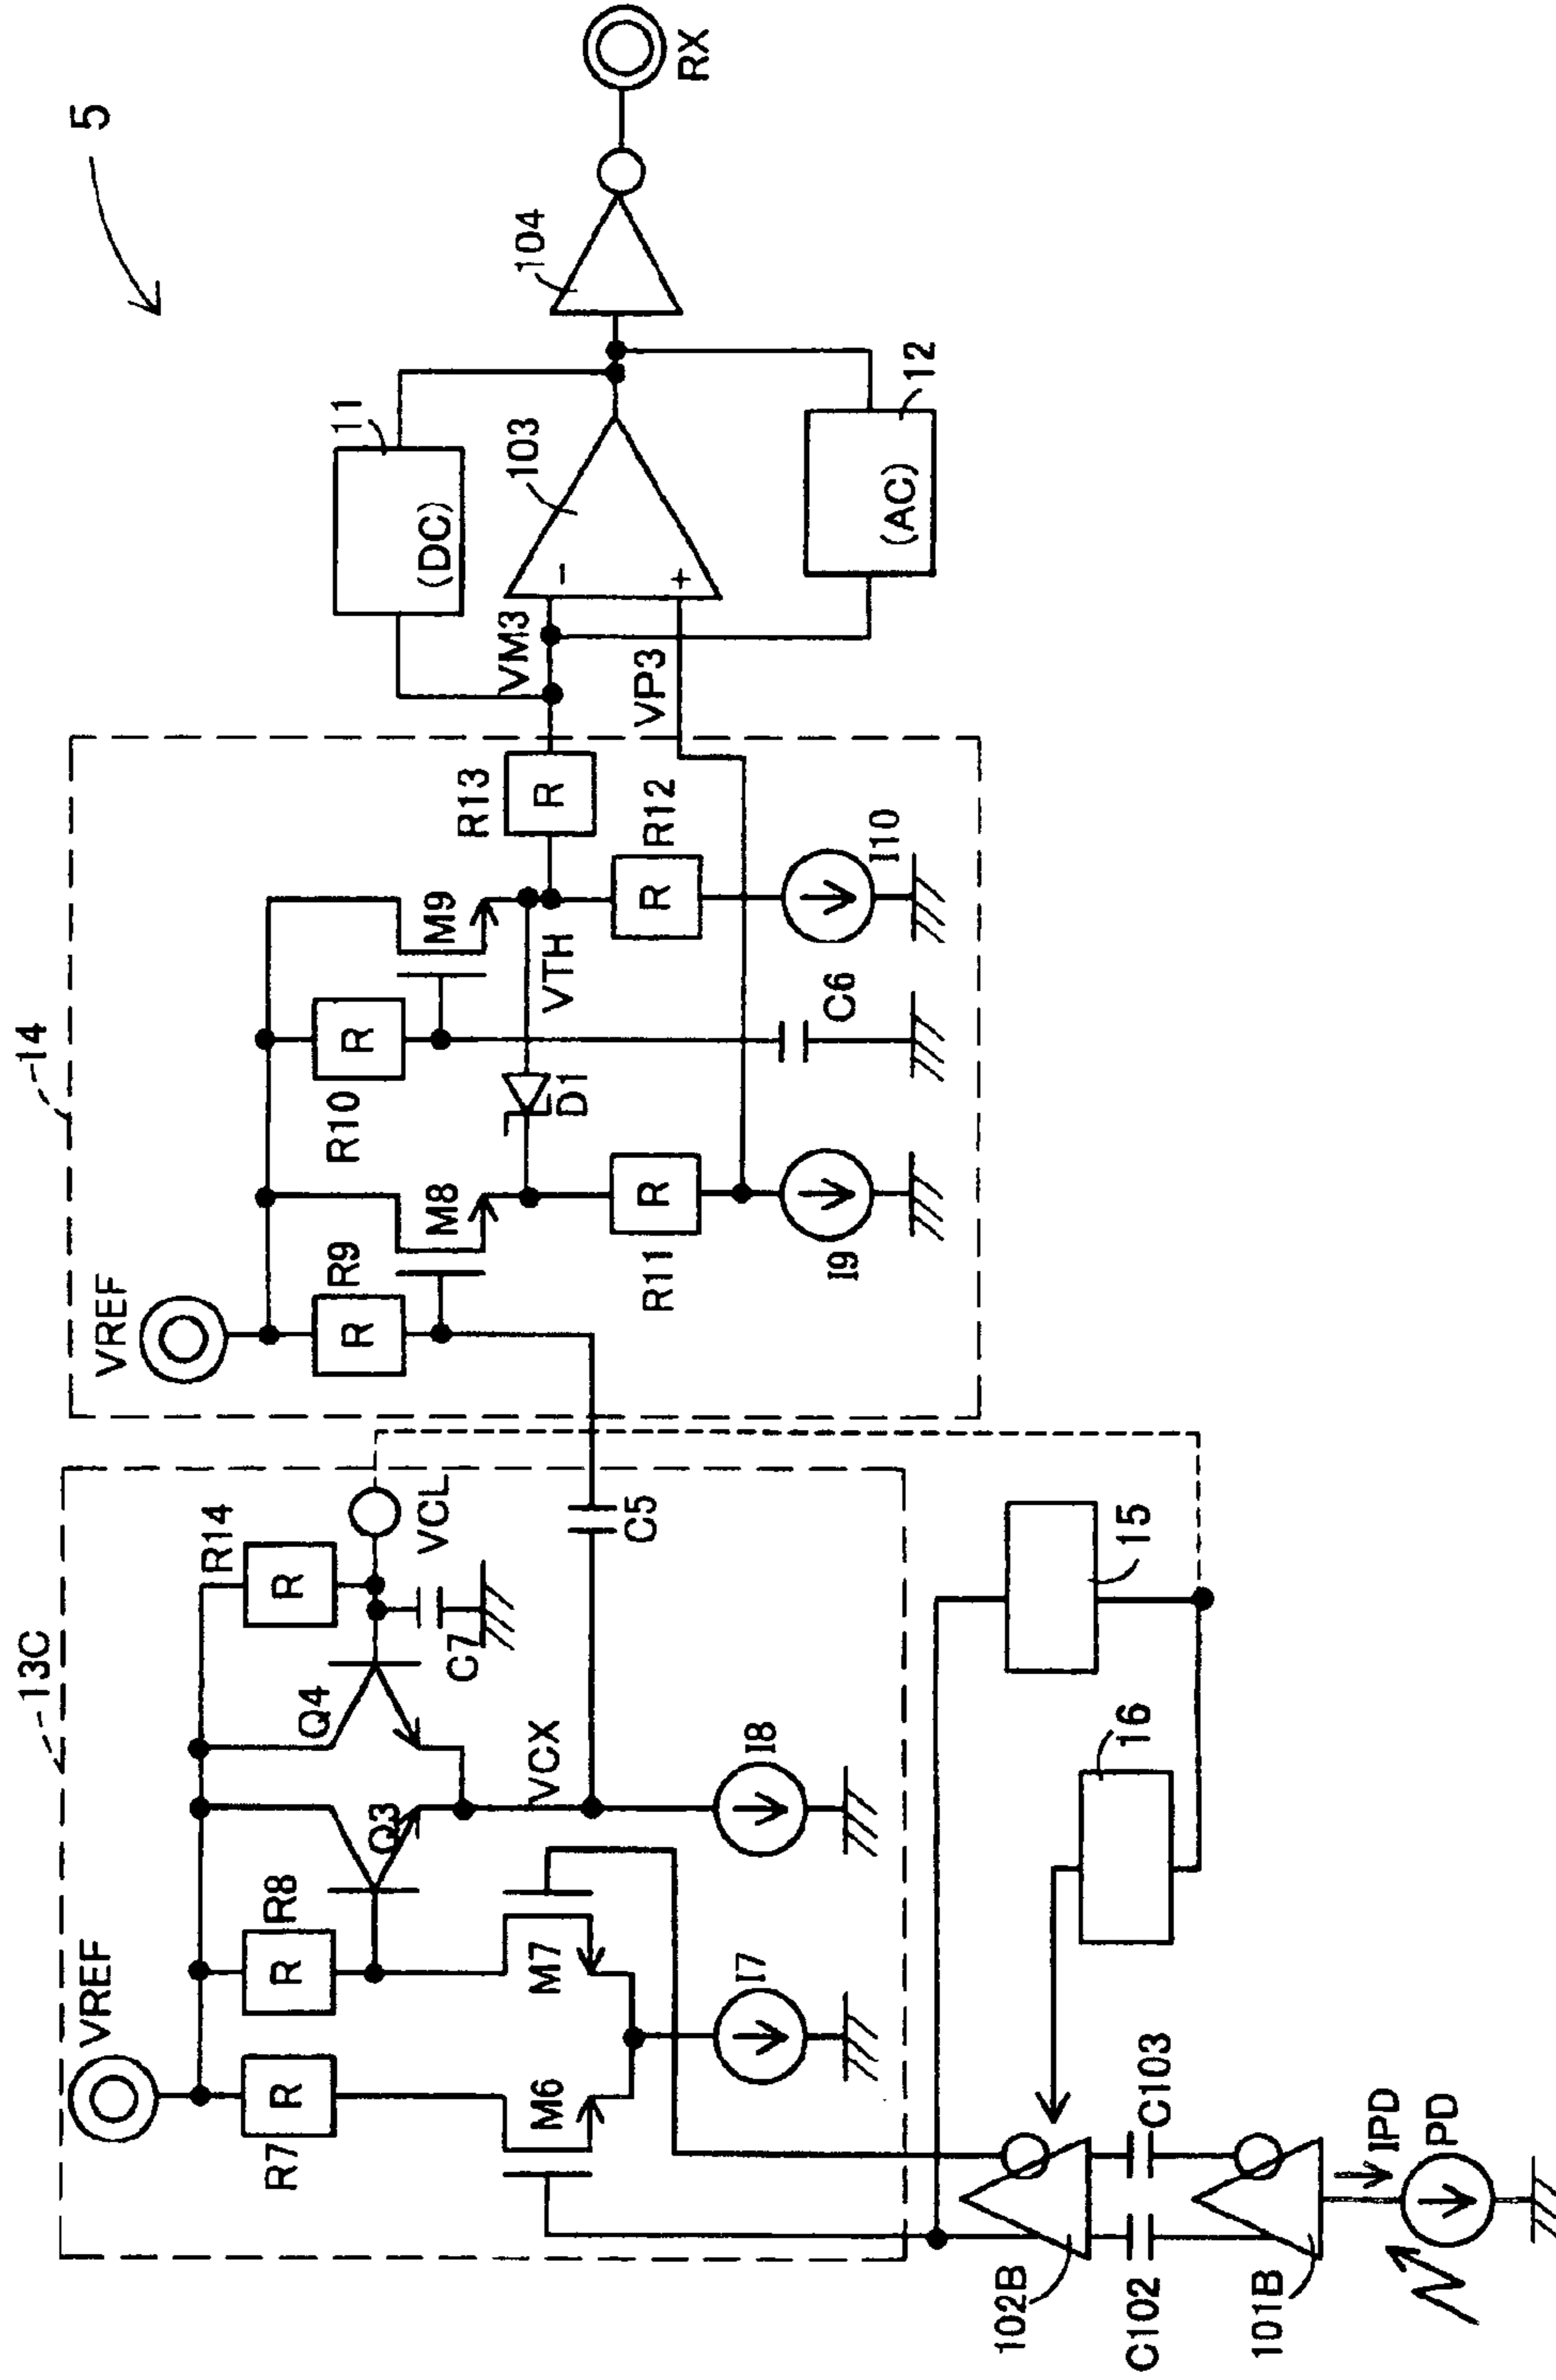 5
13C
VREF
R7
R
R8
R
R14
R
Q3
Q4
VCL
C7
M6
M7
VCX
I7
I8
C5
14
VREF
R9
R
R10
R
M8
M9
D1
VTH
R11
R
R12
R
R13
R
C6
I9
I10
VM3
VP3
11
(DC)
103
-
+
12
(AC)
104
RX
15
16
102B
C102
C103
101B
IPD
PD